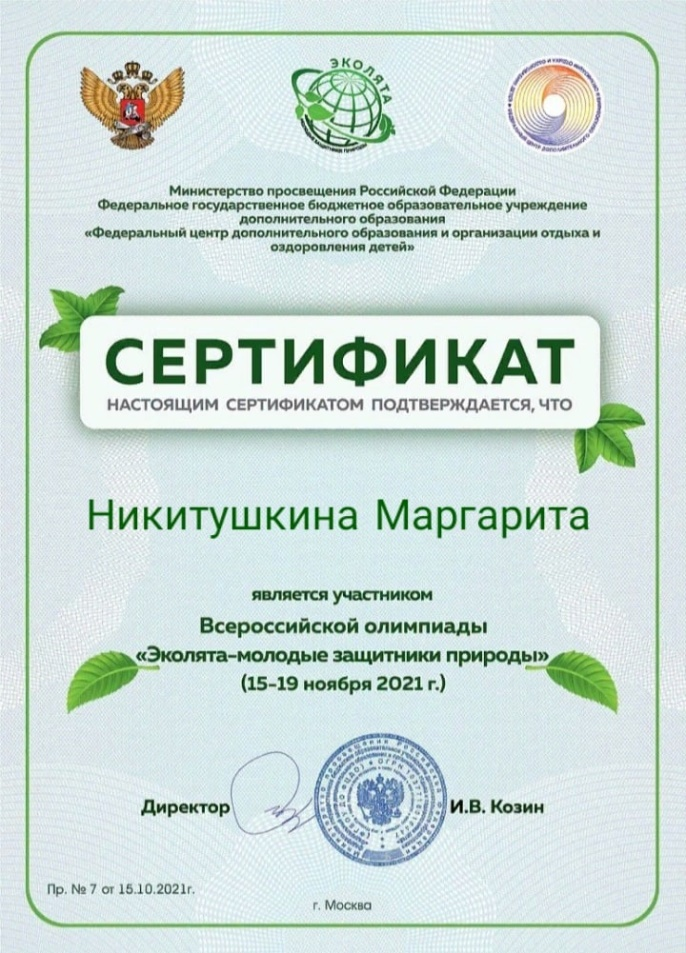 ЭКОЛЯТА
Министерство просвещения Российской Федерации
Федеральное государственное бюджетное образовательное учреждение
дополнительного образования
«Федеральный центр дополнительного образования и организации отдыха и
оздоровления детей»
СЕРТИФИКАТ
НАСТОЯЩИМ СЕРТИФИКАТОМ ПОДТВЕРЖДАЕТСЯ, ЧТО
Никитушкина Маргарита
является участником
Всероссийской олимпиады
«Эколята-молодые защитники природы»
(15-19 ноября 2021 г.)
Директор
И.В. Козин
Пр. № 7 от 15.10.2021г.
г. Москва